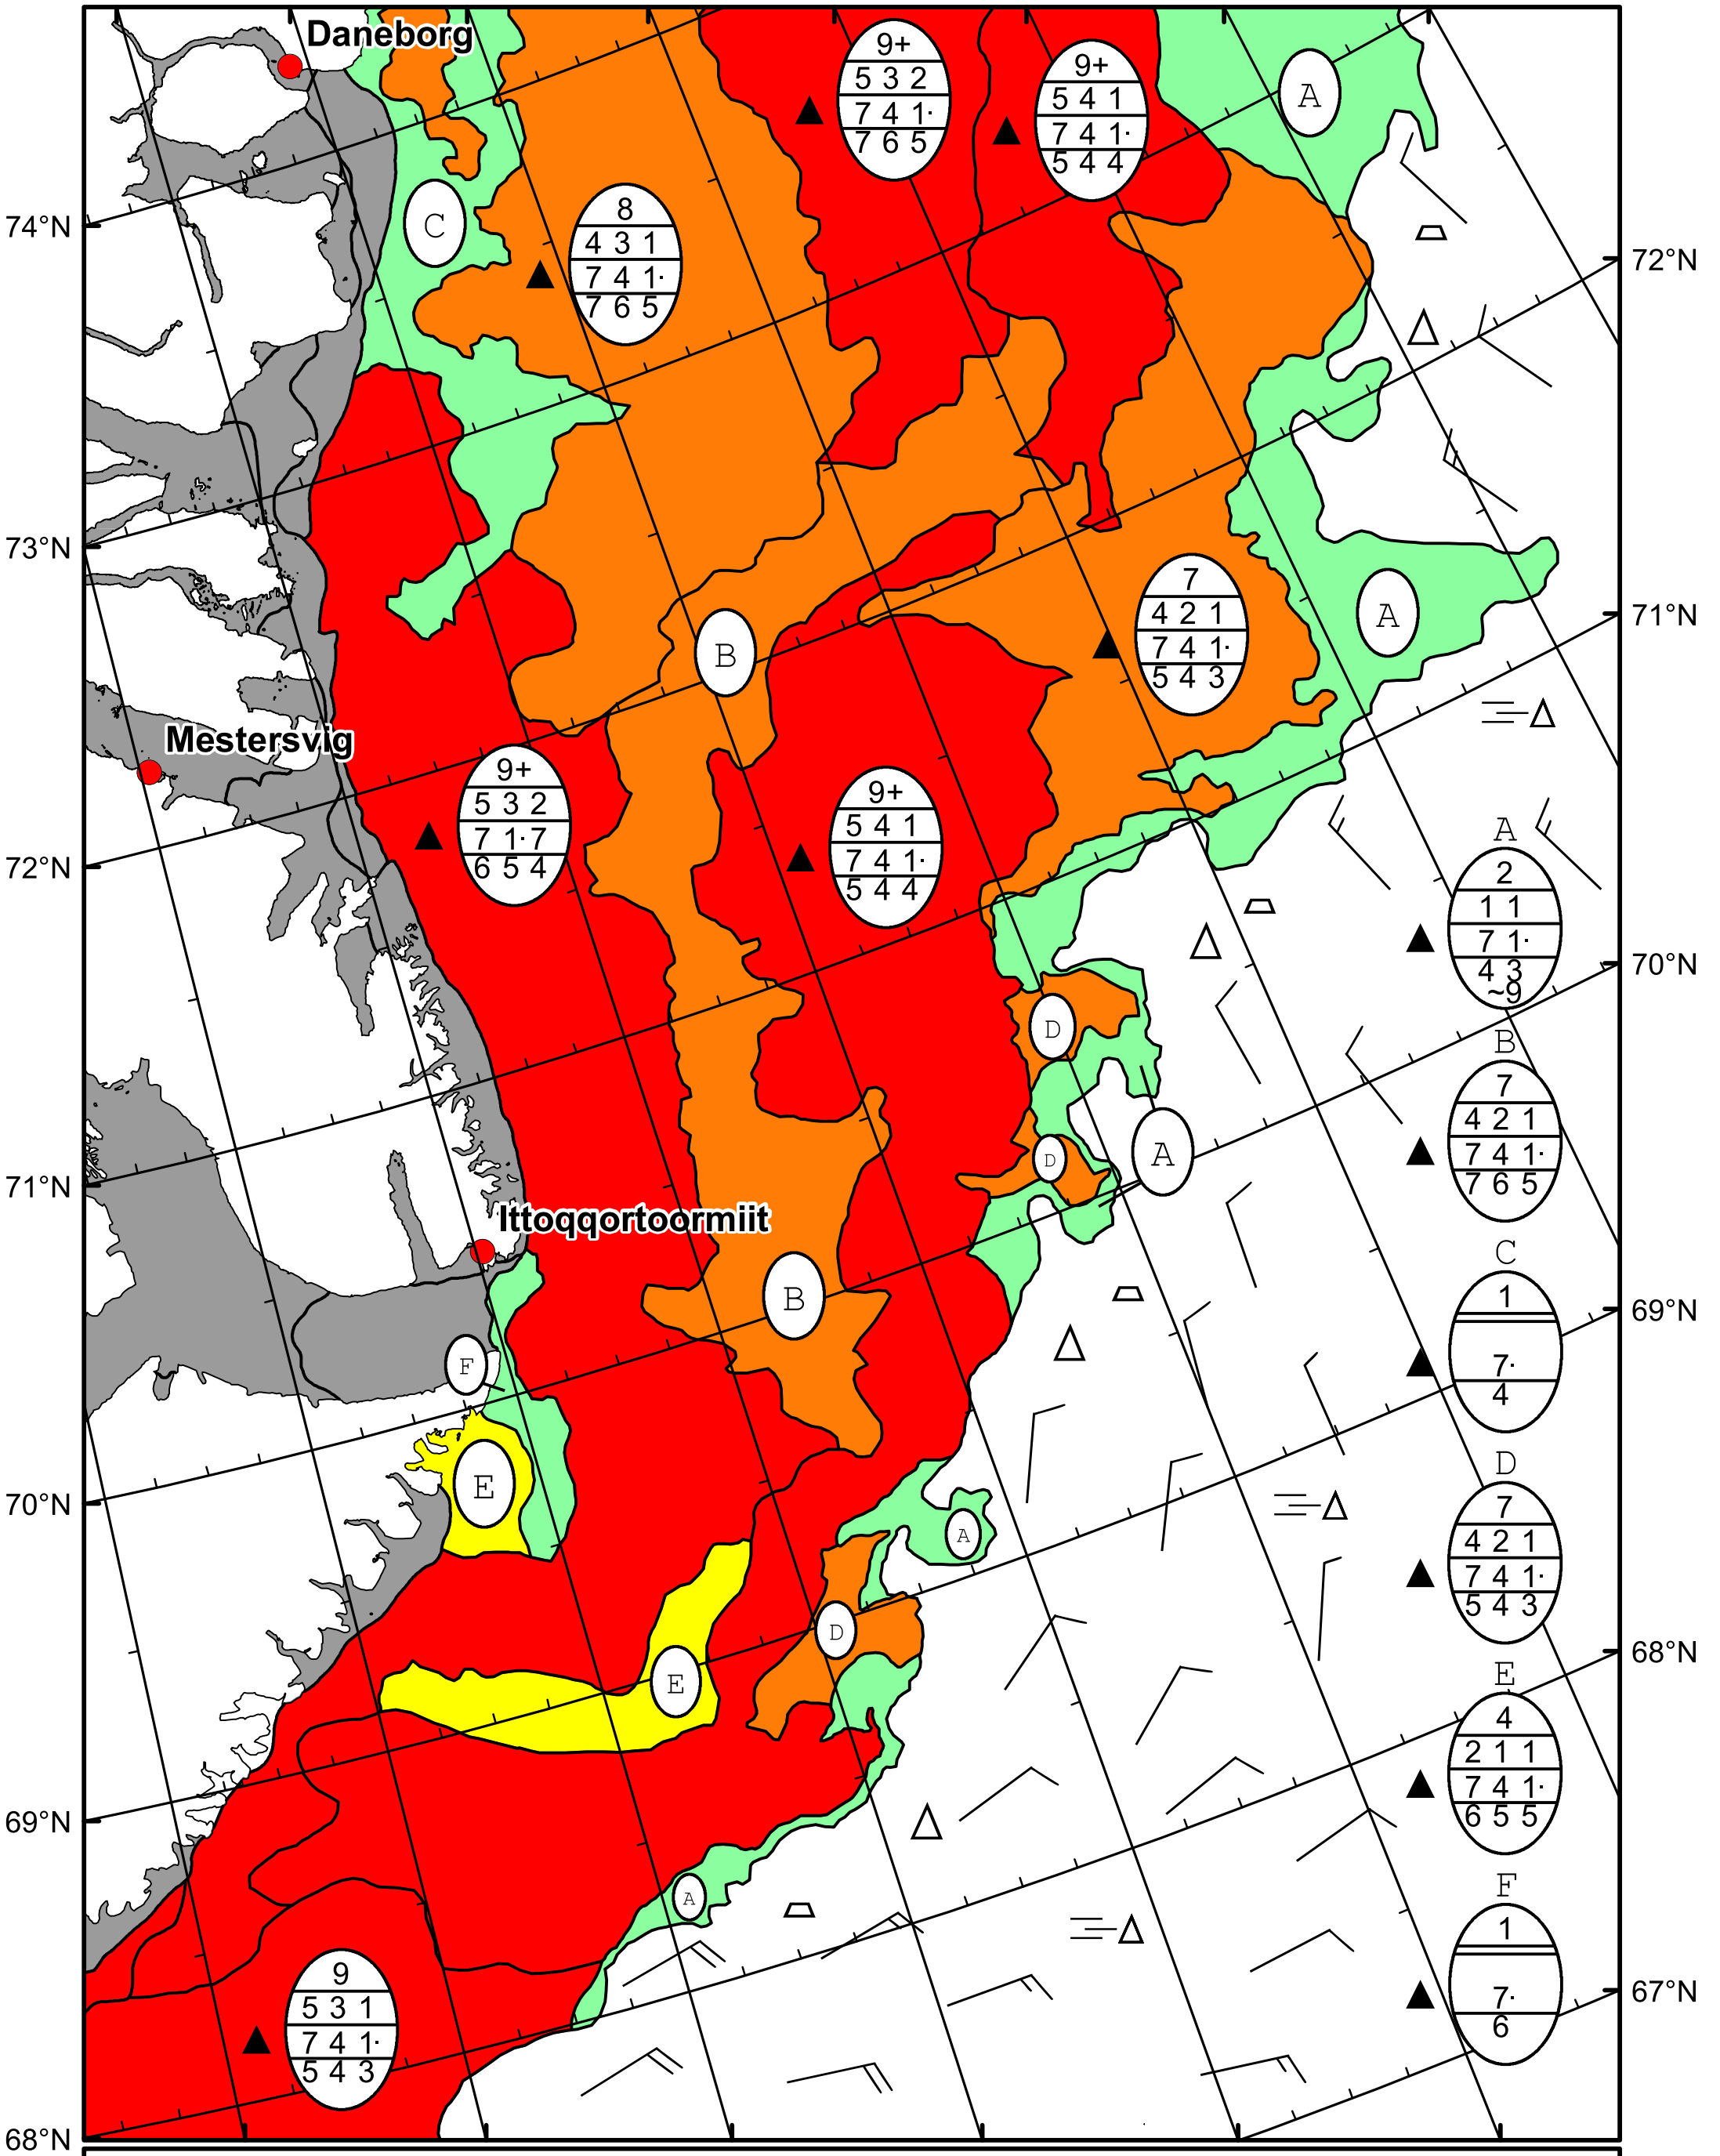 Daneborg
9+
5 3 2
7 4 1·
7 6 5
9+
5 4 1
7 4 1·
5 4 4
A
C
8
4 3 1
7 4 1·
7 6 5
74°N
72°N
73°N
7
4 2 1
7 4 1·
5 4 3
A
71°N
B
Mestersvig
9+
5 3 2
7 1·7
6 5 4
9+
5 4 1
7 4 1·
5 4 4
72°N
A
2
1 1
7 1·
4 3
~9
70°N
D
B
7
4 2 1
7 4 1·
7 6 5
D
A
71°N
Ittoqqortoormiit
C
1
7·
4
69°N
B
F
E
70°N
A
D
7
4 2 1
7 4 1·
5 4 3
D
68°N
E
E
4
2 1 1
7 4 1·
6 5 5
69°N
A
F
1
7·
6
67°N
9
5 3 1
7 4 1·
5 4 3
68°N